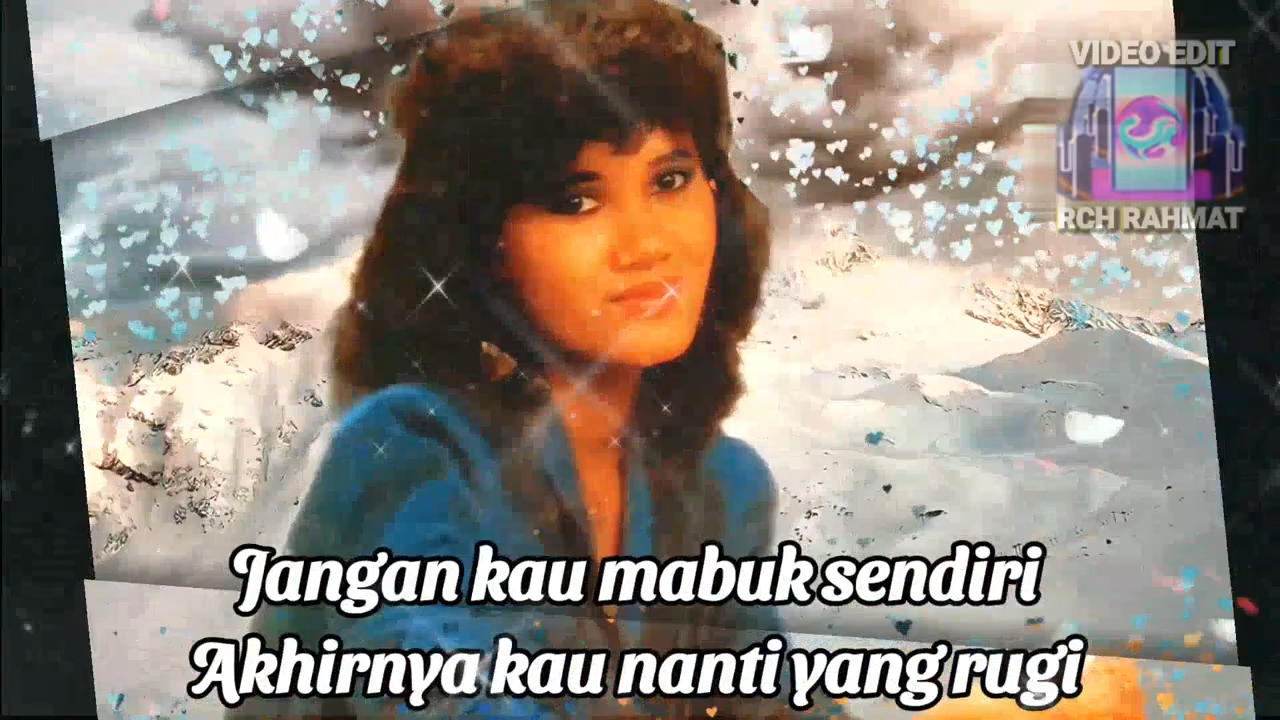 VIDEO EDIT
RCH RAHMAT
Jangan kau mabuk sendiri
Akhirnya kau nanti yang rugi